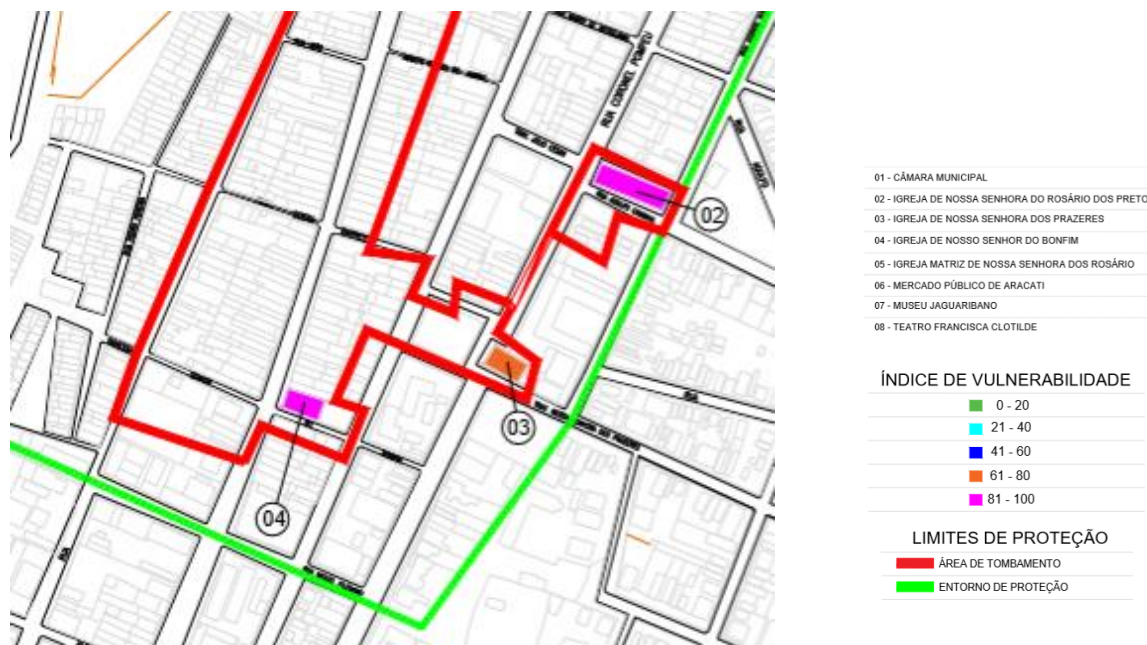 RUA CORONEL POMPEU
02
03
04
01 - CÂMARA MUNICIPAL
02 - IGREJA DE NOSSA SENHORA DO ROSÁRIO DOS PRETO
03 - IGREJA DE NOSSA SENHORA DOS PRAZERES
04 - IGREJA DE NOSSO SENHOR DO BONFIM
05 - IGREJA MATRIZ DE NOSSA SENHORA DOS ROSÁRIO
06 - MERCADO PÚBLICO DE ARACATI
07 - MUSEU JAGUARIBANO
08 - TEATRO FRANCISCA CLOTILDE
ÍNDICE DE VULNERABILIDADE
0 - 20
21 - 40
41 - 60
61 - 80
81 - 100
LIMITES DE PROTEÇÃO
ÁREA DE TOMBAMENTO
ENTORNO DE PROTEÇÃO